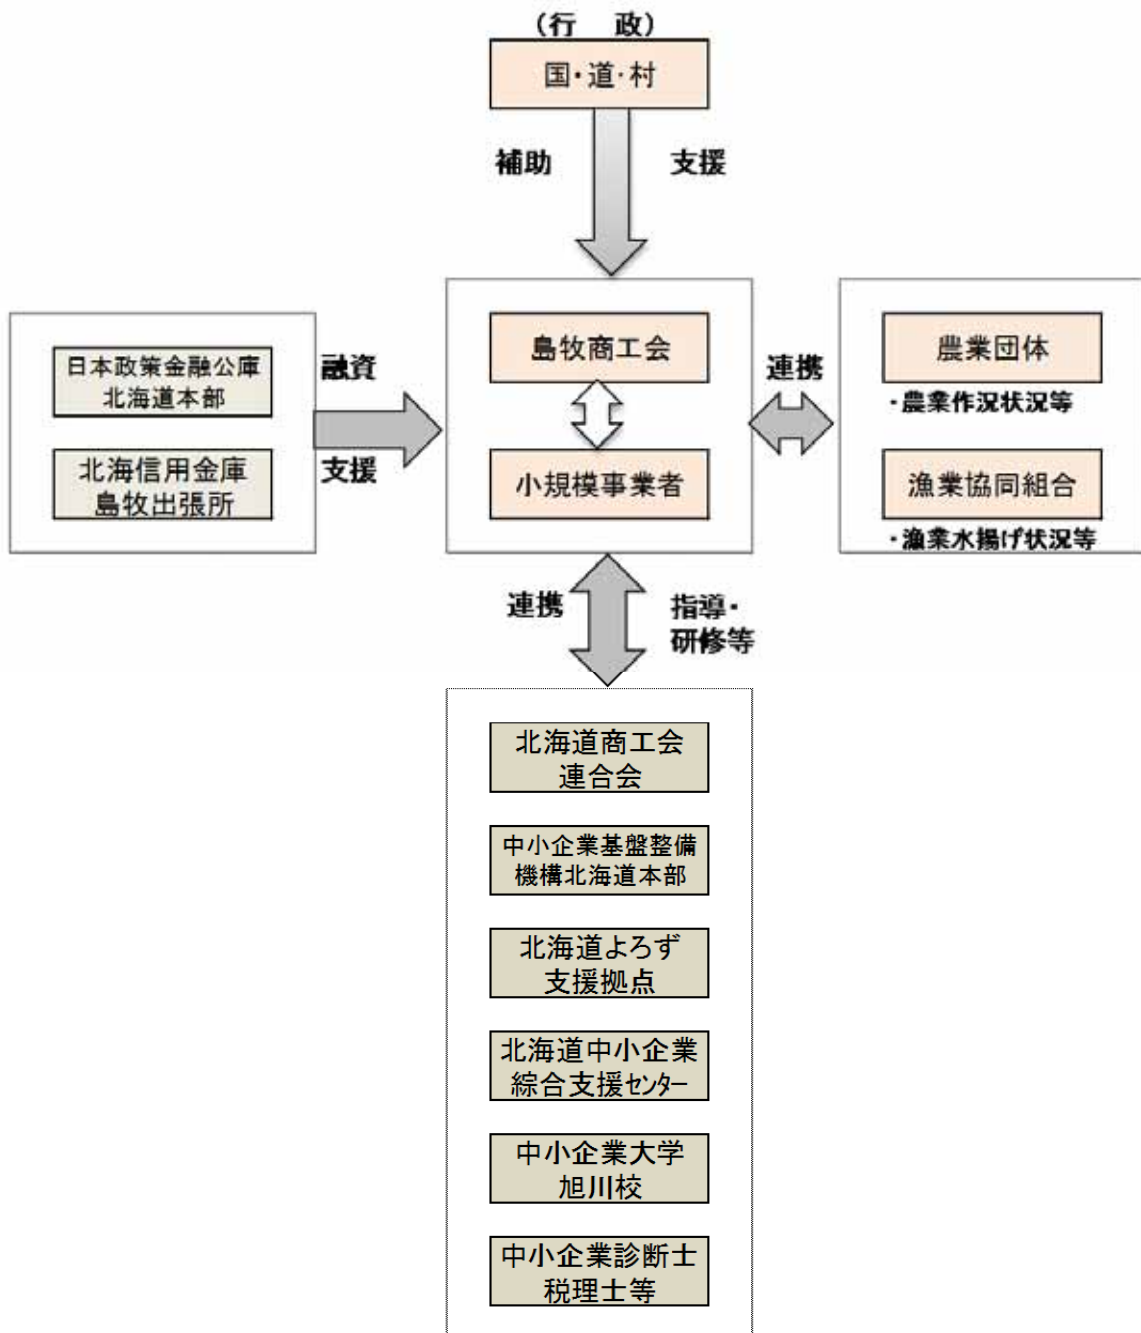 (行　政)
国・道・村
補助
支援
日本政策金融公庫
北海道本部
北海信用金庫
島牧出張所
融資
支援
島牧商工会
小規模事業者
連携
農業団体
・農業作況状況等
漁業協同組合
・漁業水揚げ状況等
連携
指導・
研修等
北海道商工会
連合会
中小企業基盤整備
機構北海道本部
北海道よろず
支援拠点
北海道中小企業
綜合支援ｾﾝﾀｰ
中小企業大学
旭川校
中小企業診断士
税理士等